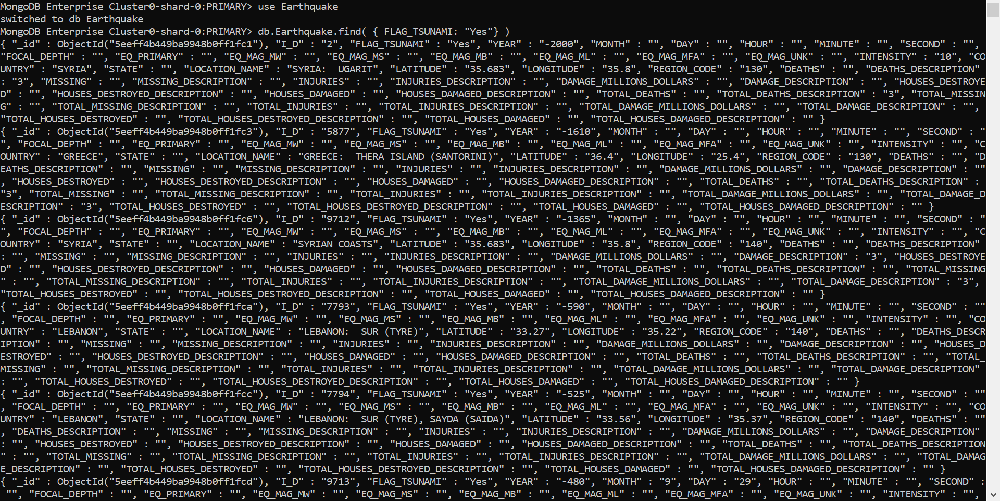 MongoDB Enterprise Cluster0-shard-0:PRIMARY> use Earthquake
switched to db Earthquake
MongoDB Enterprise Cluster0-shard-0:PRIMARY> db.Earthquake.find( { FLAG_TSUNAMI: "Yes"} )
{ "_id" : ObjectId("5eeff4b449ba9948b0ff1fc1"), "I_D" : "2", "FLAG_TSUNAMI" : "Yes", "YEAR" : "-2000", "MONTH" : "", "DAY" : "", "HOUR" : "", "MINUTE" : "", "SECOND" : "",
"FOCAL_DEPTH" : "", "EQ_PRIMARY" : "", "EQ_MAG_MW" : "", "EQ_MAG_MS" : "", "EQ_MAG_MB" : "", "EQ_MAG_ML" : "", "EQ_MAG_MFA" : "", "EQ_MAG_UNK" : "", "INTENSITY" : "10", "CO
UNTRY" : "SYRIA", "STATE" : "", "LOCATION_NAME" : "SYRIA:  UGARIT", "LATITUDE" : "35.683", "LONGITUDE" : "35.8", "REGION_CODE" : "130", "DEATHS" : "", "DEATHS_DESCRIPTION"
: "3", "MISSING" : "", "MISSING_DESCRIPTION" : "", "INJURIES" : "", "INJURIES_DESCRIPTION" : "", "DAMAGE_MILLIONS_DOLLARS" : "", "DAMAGE_DESCRIPTION" : "", "HOUSES_DESTROYE
D" : "", "HOUSES_DESTROYED_DESCRIPTION" : "", "HOUSES_DAMAGED" : "", "HOUSES_DAMAGED_DESCRIPTION" : "", "TOTAL_DEATHS" : "", "TOTAL_DEATHS_DESCRIPTION" : "3", "TOTAL_MISSIN
G" : "", "TOTAL_MISSING_DESCRIPTION" : "", "TOTAL_INJURIES" : "", "TOTAL_INJURIES_DESCRIPTION" : "", "TOTAL_DAMAGE_MILLIONS_DOLLARS" : "", "TOTAL_DAMAGE_DESCRIPTION" : "",
"TOTAL_HOUSES_DESTROYED" : "", "TOTAL_HOUSES_DESTROYED_DESCRIPTION" : "", "TOTAL_HOUSES_DAMAGED" : "", "TOTAL_HOUSES_DAMAGED_DESCRIPTION" : "" }
{ "_id" : ObjectId("5eeff4b449ba9948b0ff1fc3"), "I_D" : "5877", "FLAG_TSUNAMI" : "Yes", "YEAR" : "-1610", "MONTH" : "", "DAY" : "", "HOUR" : "", "MINUTE" : "", "SECOND" : "
", "FOCAL_DEPTH" : "", "EQ_PRIMARY" : "", "EQ_MAG_MW" : "", "EQ_MAG_MS" : "", "EQ_MAG_MB" : "", "EQ_MAG_ML" : "", "EQ_MAG_MFA" : "", "EQ_MAG_UNK" : "", "INTENSITY" : "", "C
OUNTRY" : "GREECE", "STATE" : "", "LOCATION_NAME" : "GREECE:  THERA ISLAND (SANTORINI)", "LATITUDE" : "36.4", "LONGITUDE" : "25.4", "REGION_CODE" : "130", "DEATHS" : "", "D
EATHS_DESCRIPTION" : "", "MISSING" : "", "MISSING_DESCRIPTION" : "", "INJURIES" : "", "INJURIES_DESCRIPTION" : "", "DAMAGE_MILLIONS_DOLLARS" : "", "DAMAGE_DESCRIPTION" : ""
, "HOUSES_DESTROYED" : "", "HOUSES_DESTROYED_DESCRIPTION" : "", "HOUSES_DAMAGED" : "", "HOUSES_DAMAGED_DESCRIPTION" : "", "TOTAL_DEATHS" : "", "TOTAL_DEATHS_DESCRIPTION" :
"3", "TOTAL_MISSING" : "", "TOTAL_MISSING_DESCRIPTION" : "", "TOTAL_INJURIES" : "", "TOTAL_INJURIES_DESCRIPTION" : "", "TOTAL_DAMAGE_MILLIONS_DOLLARS" : "", "TOTAL_DAMAGE_D
ESCRIPTION" : "3", "TOTAL_HOUSES_DESTROYED" : "", "TOTAL_HOUSES_DESTROYED_DESCRIPTION" : "", "TOTAL_HOUSES_DAMAGED" : "", "TOTAL_HOUSES_DAMAGED_DESCRIPTION" : "" }
{ "_id" : ObjectId("5eeff4b449ba9948b0ff1fc6"), "I_D" : "9712", "FLAG_TSUNAMI" : "Yes", "YEAR" : "-1365", "MONTH" : "", "DAY" : "", "HOUR" : "", "MINUTE" : "", "SECOND" : "
", "FOCAL_DEPTH" : "", "EQ_PRIMARY" : "", "EQ_MAG_MW" : "", "EQ_MAG_MS" : "", "EQ_MAG_MB" : "", "EQ_MAG_ML" : "", "EQ_MAG_MFA" : "", "EQ_MAG_UNK" : "", "INTENSITY" : "", "C
OUNTRY" : "SYRIA", "STATE" : "", "LOCATION_NAME" : "SYRIAN COASTS", "LATITUDE" : "35.683", "LONGITUDE" : "35.8", "REGION_CODE" : "140", "DEATHS" : "", "DEATHS_DESCRIPTION"
: "", "MISSING" : "", "MISSING_DESCRIPTION" : "", "INJURIES" : "", "INJURIES_DESCRIPTION" : "", "DAMAGE_MILLIONS_DOLLARS" : "", "DAMAGE_DESCRIPTION" : "3", "HOUSES_DESTROYE
D" : "", "HOUSES_DESTROYED_DESCRIPTION" : "", "HOUSES_DAMAGED" : "", "HOUSES_DAMAGED_DESCRIPTION" : "", "TOTAL_DEATHS" : "", "TOTAL_DEATHS_DESCRIPTION" : "", "TOTAL_MISSING
" : "", "TOTAL_MISSING_DESCRIPTION" : "", "TOTAL_INJURIES" : "", "TOTAL_INJURIES_DESCRIPTION" : "", "TOTAL_DAMAGE_MILLIONS_DOLLARS" : "", "TOTAL_DAMAGE_DESCRIPTION" : "3",
"TOTAL_HOUSES_DESTROYED" : "", "TOTAL_HOUSES_DESTROYED_DESCRIPTION" : "", "TOTAL_HOUSES_DAMAGED" : "", "TOTAL_HOUSES_DAMAGED_DESCRIPTION" : "" }
{ "_id" : ObjectId("5eeff4b449ba9948b0ff1fca"), "I_D" : "7793", "FLAG_TSUNAMI" : "Yes", "YEAR" : "-590", "MONTH" : "", "DAY" : "", "HOUR" : "", "MINUTE" : "", "SECOND" : ""
, "FOCAL_DEPTH" : "", "EQ_PRIMARY" : "", "EQ_MAG_MW" : "", "EQ_MAG_MS" : "", "EQ_MAG_MB" : "", "EQ_MAG_ML" : "", "EQ_MAG_MFA" : "", "EQ_MAG_UNK" : "", "INTENSITY" : "", "CO
UNTRY" : "LEBANON", "STATE" : "", "LOCATION_NAME" : "LEBANON:  SUR (TYRE)", "LATITUDE" : "33.27", "LONGITUDE" : "35.22", "REGION_CODE" : "140", "DEATHS" : "", "DEATHS_DESCR
IPTION" : "", "MISSING" : "", "MISSING_DESCRIPTION" : "", "INJURIES" : "", "INJURIES_DESCRIPTION" : "", "DAMAGE_MILLIONS_DOLLARS" : "", "DAMAGE_DESCRIPTION" : "", "HOUSES_D
ESTROYED" : "", "HOUSES_DESTROYED_DESCRIPTION" : "", "HOUSES_DAMAGED" : "", "HOUSES_DAMAGED_DESCRIPTION" : "", "TOTAL_DEATHS" : "", "TOTAL_DEATHS_DESCRIPTION" : "", "TOTAL_
MISSING" : "", "TOTAL_MISSING_DESCRIPTION" : "", "TOTAL_INJURIES" : "", "TOTAL_INJURIES_DESCRIPTION" : "", "TOTAL_DAMAGE_MILLIONS_DOLLARS" : "", "TOTAL_DAMAGE_DESCRIPTION"
: "", "TOTAL_HOUSES_DESTROYED" : "", "TOTAL_HOUSES_DESTROYED_DESCRIPTION" : "", "TOTAL_HOUSES_DAMAGED" : "", "TOTAL_HOUSES_DAMAGED_DESCRIPTION" : "" }
{ "_id" : ObjectId("5eeff4b449ba9948b0ff1fcc"), "I_D" : "7794", "FLAG_TSUNAMI" : "Yes", "YEAR" : "-525", "MONTH" : "", "DAY" : "", "HOUR" : "", "MINUTE" : "", "SECOND" : ""
, "FOCAL_DEPTH" : "", "EQ_PRIMARY" : "", "EQ_MAG_MW" : "", "EQ_MAG_MS" : "", "EQ_MAG_MB" : "", "EQ_MAG_ML" : "", "EQ_MAG_MFA" : "", "EQ_MAG_UNK" : "", "INTENSITY" : "", "CO
UNTRY" : "LEBANON", "STATE" : "", "LOCATION_NAME" : "LEBANON:  SUR (TYRE), SAYDA (SAIDA)", "LATITUDE" : "33.56", "LONGITUDE" : "35.37", "REGION_CODE" : "140", "DEATHS" : ""
, "DEATHS_DESCRIPTION" : "", "MISSING" : "", "MISSING_DESCRIPTION" : "", "INJURIES" : "", "INJURIES_DESCRIPTION" : "", "DAMAGE_MILLIONS_DOLLARS" : "", "DAMAGE_DESCRIPTION"
: "", "HOUSES_DESTROYED" : "", "HOUSES_DESTROYED_DESCRIPTION" : "", "HOUSES_DAMAGED" : "", "HOUSES_DAMAGED_DESCRIPTION" : "", "TOTAL_DEATHS" : "", "TOTAL_DEATHS_DESCRIPTION
" : "", "TOTAL_MISSING" : "", "TOTAL_MISSING_DESCRIPTION" : "", "TOTAL_INJURIES" : "", "TOTAL_INJURIES_DESCRIPTION" : "", "TOTAL_DAMAGE_MILLIONS_DOLLARS" : "", "TOTAL_DAMAG
E_DESCRIPTION" : "", "TOTAL_HOUSES_DESTROYED" : "", "TOTAL_HOUSES_DESTROYED_DESCRIPTION" : "", "TOTAL_HOUSES_DAMAGED" : "", "TOTAL_HOUSES_DAMAGED_DESCRIPTION" : "" }
{ "_id" : ObjectId("5eeff4b449ba9948b0ff1fcd"), "I_D" : "9713", "FLAG_TSUNAMI" : "Yes", "YEAR" : "-480", "MONTH" : "9", "DAY" : "29", "HOUR" : "", "MINUTE" : "", "SECOND" :
 "", "FOCAL_DEPTH" : "", "EQ_PRIMARY" : "", "EQ_MAG_MW" : "", "EQ_MAG_MS" : "", "EQ_MAG_MB" : "", "EQ_MAG_ML" : "", "EQ_MAG_MFA" : "", "EQ_MAG_UNK" : "", "INTENSITY" : "",